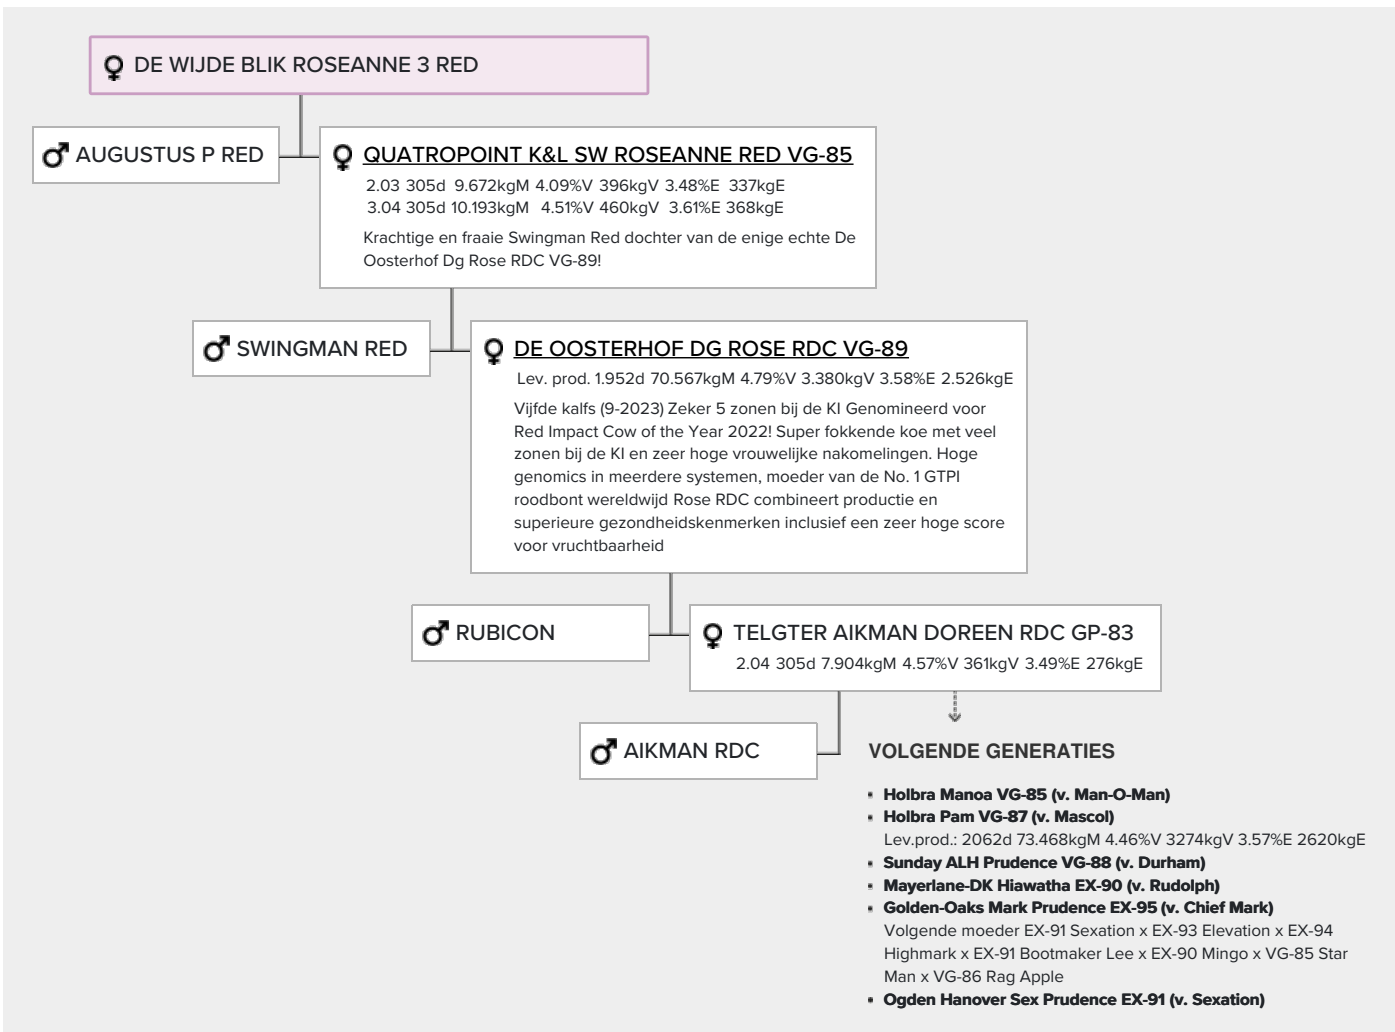 DE WIJDE BLIK ROSEANNE 3 RED
AUGUSTUS P RED
QUATROPOINT K&L SW ROSEANNE RED VG-85
2.03 305d 9.672kgM 4.09%V 396kgV 3.48%E 337kgE
3.04 305d 10.193kgM 4.51%V 460kgV 3.61%E 368kgE
Krachtige en fraaie Swingman Red dochter van de enige echte De
Oosterhof Dg Rose RDC VG-89!
SWINGMAN RED
DE OOSTERHOF DG ROSE RDC VG-89
Lev. prod. 1.952d 70.567kgM 4.79%V 3.380kgV 3.58%E 2.526kgE
Vijfde kalfs (9-2023) Zeker 5 zonen bij de KI Genomineerd voor
Red Impact Cow of the Year 2022! Super fokkende koe met veel
zonen bij de KI en zeer hoge vrouwelijke nakomelingen. Hoge
genomics in meerdere systemen, moeder van de No. 1 GTPI
roodbont wereldwijd Rose RDC combineert productie en
superieure gezondheidskenmerken inclusief een zeer hoge score
voor vruchtbaarheid
RUBICON
TELGTER AIKMAN DOREEN RDC GP-83
2.04 305d 7.904kgM 4.57%V 361kgV 3.49%E 276kgE
AIKMAN RDC
VOLGENDE GENERATIES
▪ Holbra Manoa VG-85 (v. Man-O-Man)
▪ Holbra Pam VG-87 (v. Mascol)
Lev.prod.: 2062d 73.468kgM 4.46%V 3274kgV 3.57%E 2620kgE
▪ Sunday ALH Prudence VG-88 (v. Durham)
▪ Mayerlane-DK Hiawatha EX-90 (v. Rudolph)
▪ Golden-Oaks Mark Prudence EX-95 (v. Chief Mark)
Volgende moeder EX-91 Sexation x EX-93 Elevation x EX-94
Highmark x EX-91 Bootmaker Lee x EX-90 Mingo x VG-85 Star
Man x VG-86 Rag Apple
▪ Ogden Hanover Sex Prudence EX-91 (v. Sexation)